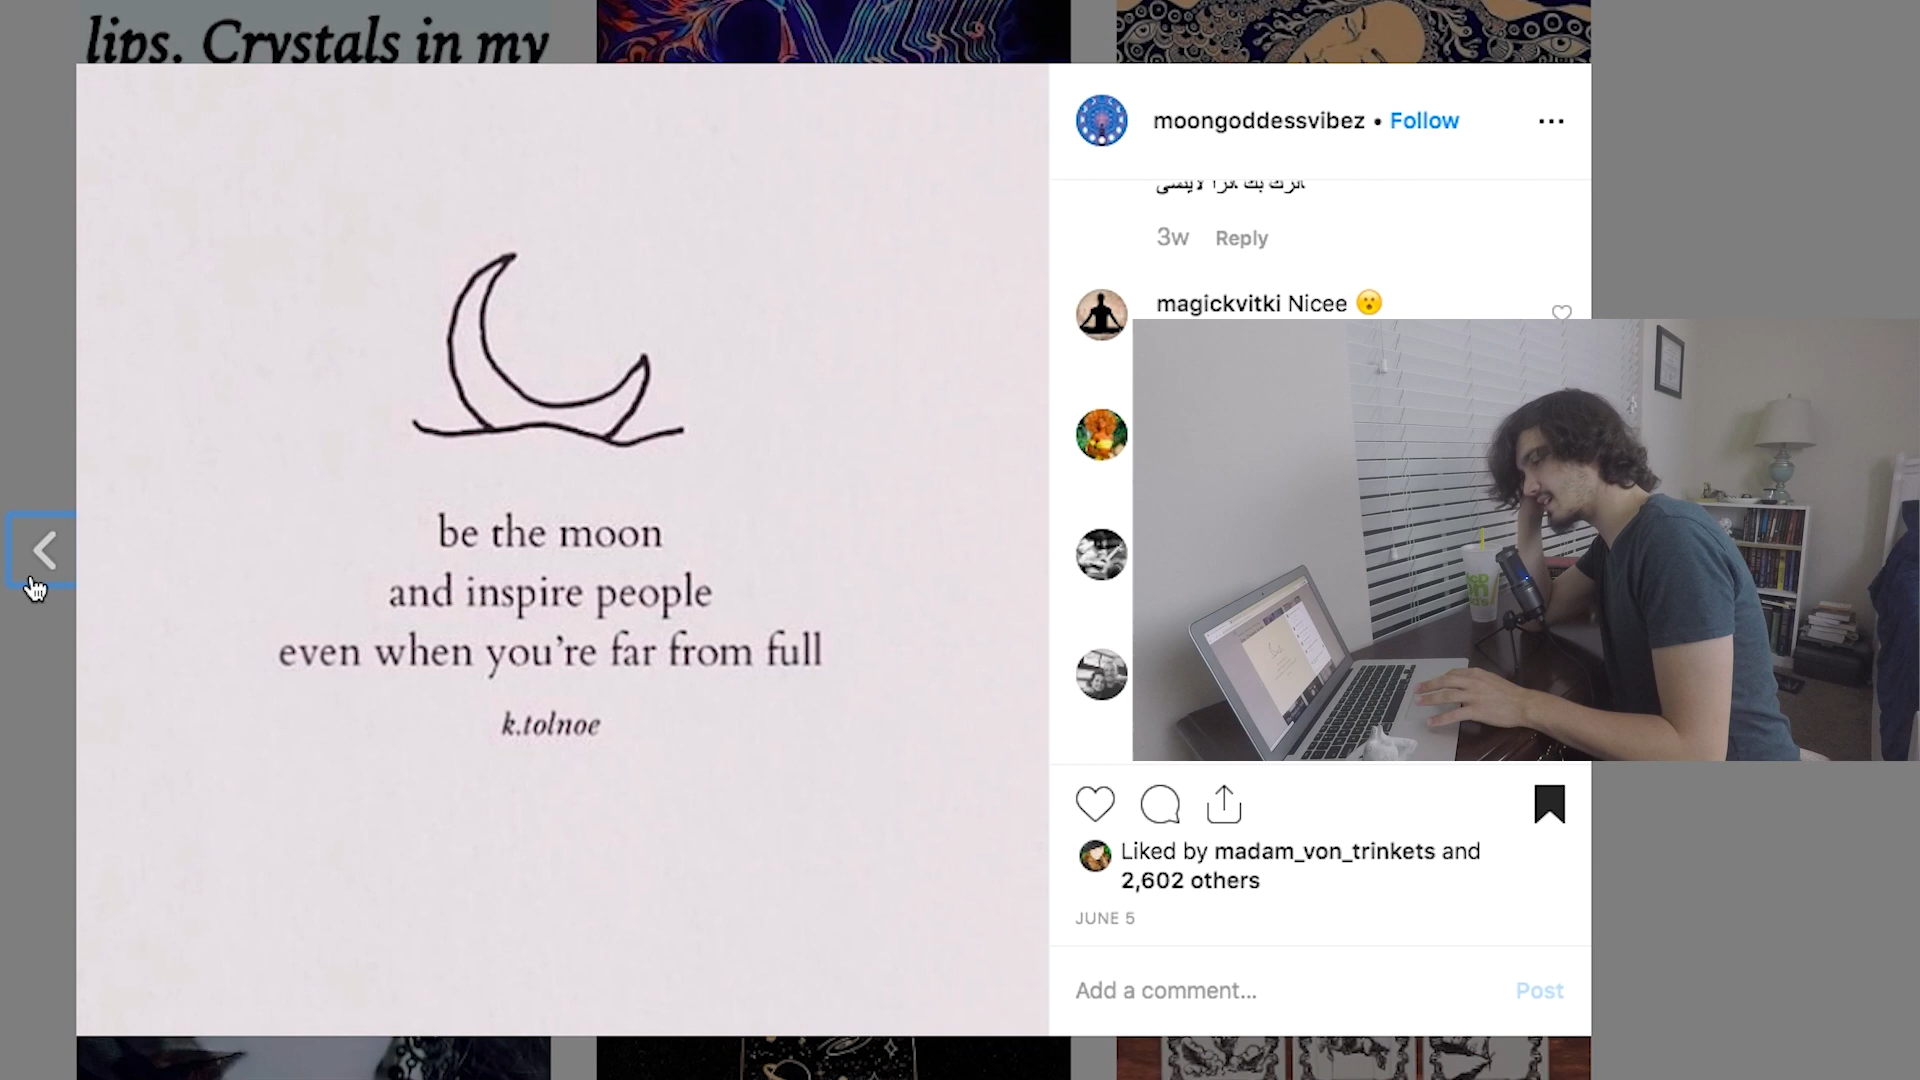 lips. Crystals in my
be the moon
and inspire people
even when you're far from full
k.tolnoe
moongoddessvibez • Follow
3w Reply
magickvitki Nicee 😮
Liked by madam_von_trinkets and
2,602 others
JUNE 5
Add a comment...
Post